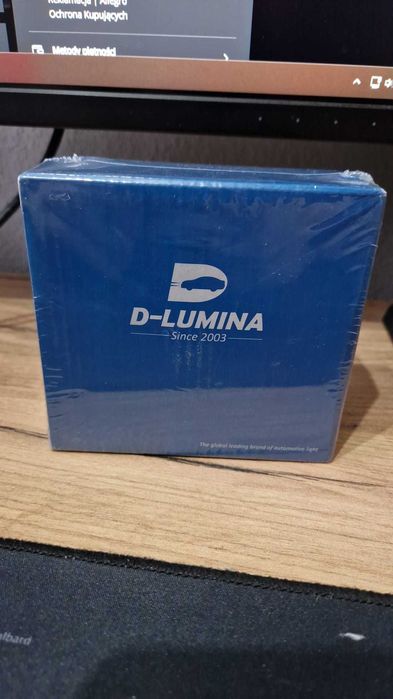 Reklamacja | Allegro
Ochrona Kupujących
Metody płatności
D
D-LUMINA
Since 2003
The global leading brand of automotive light